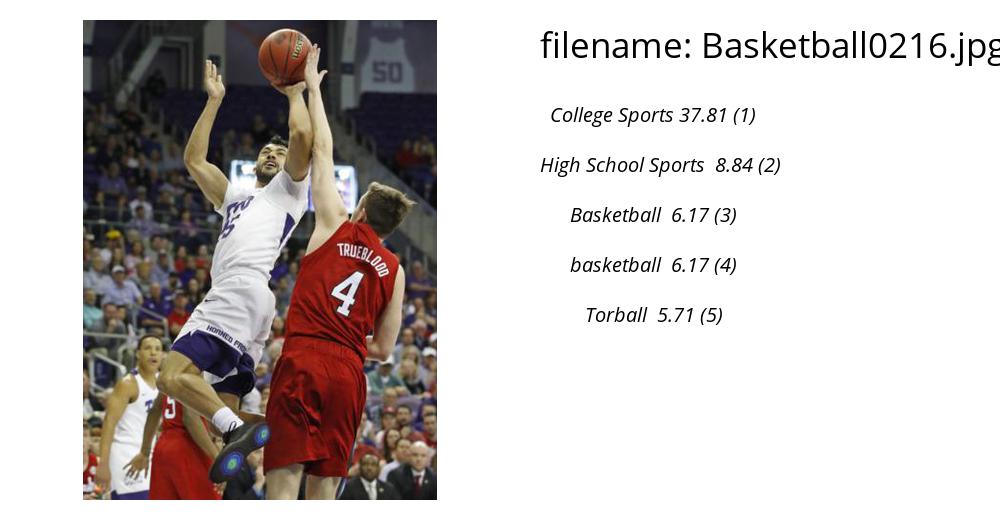 filename: Basketball0216.jpg
College Sports 37.81 (1)
High School Sports 8.84 (2)
Basketball 6.17 (3)
basketball 6.17 (4)
Torball 5.71 (5)
50
TRUEBLOOD
4
5